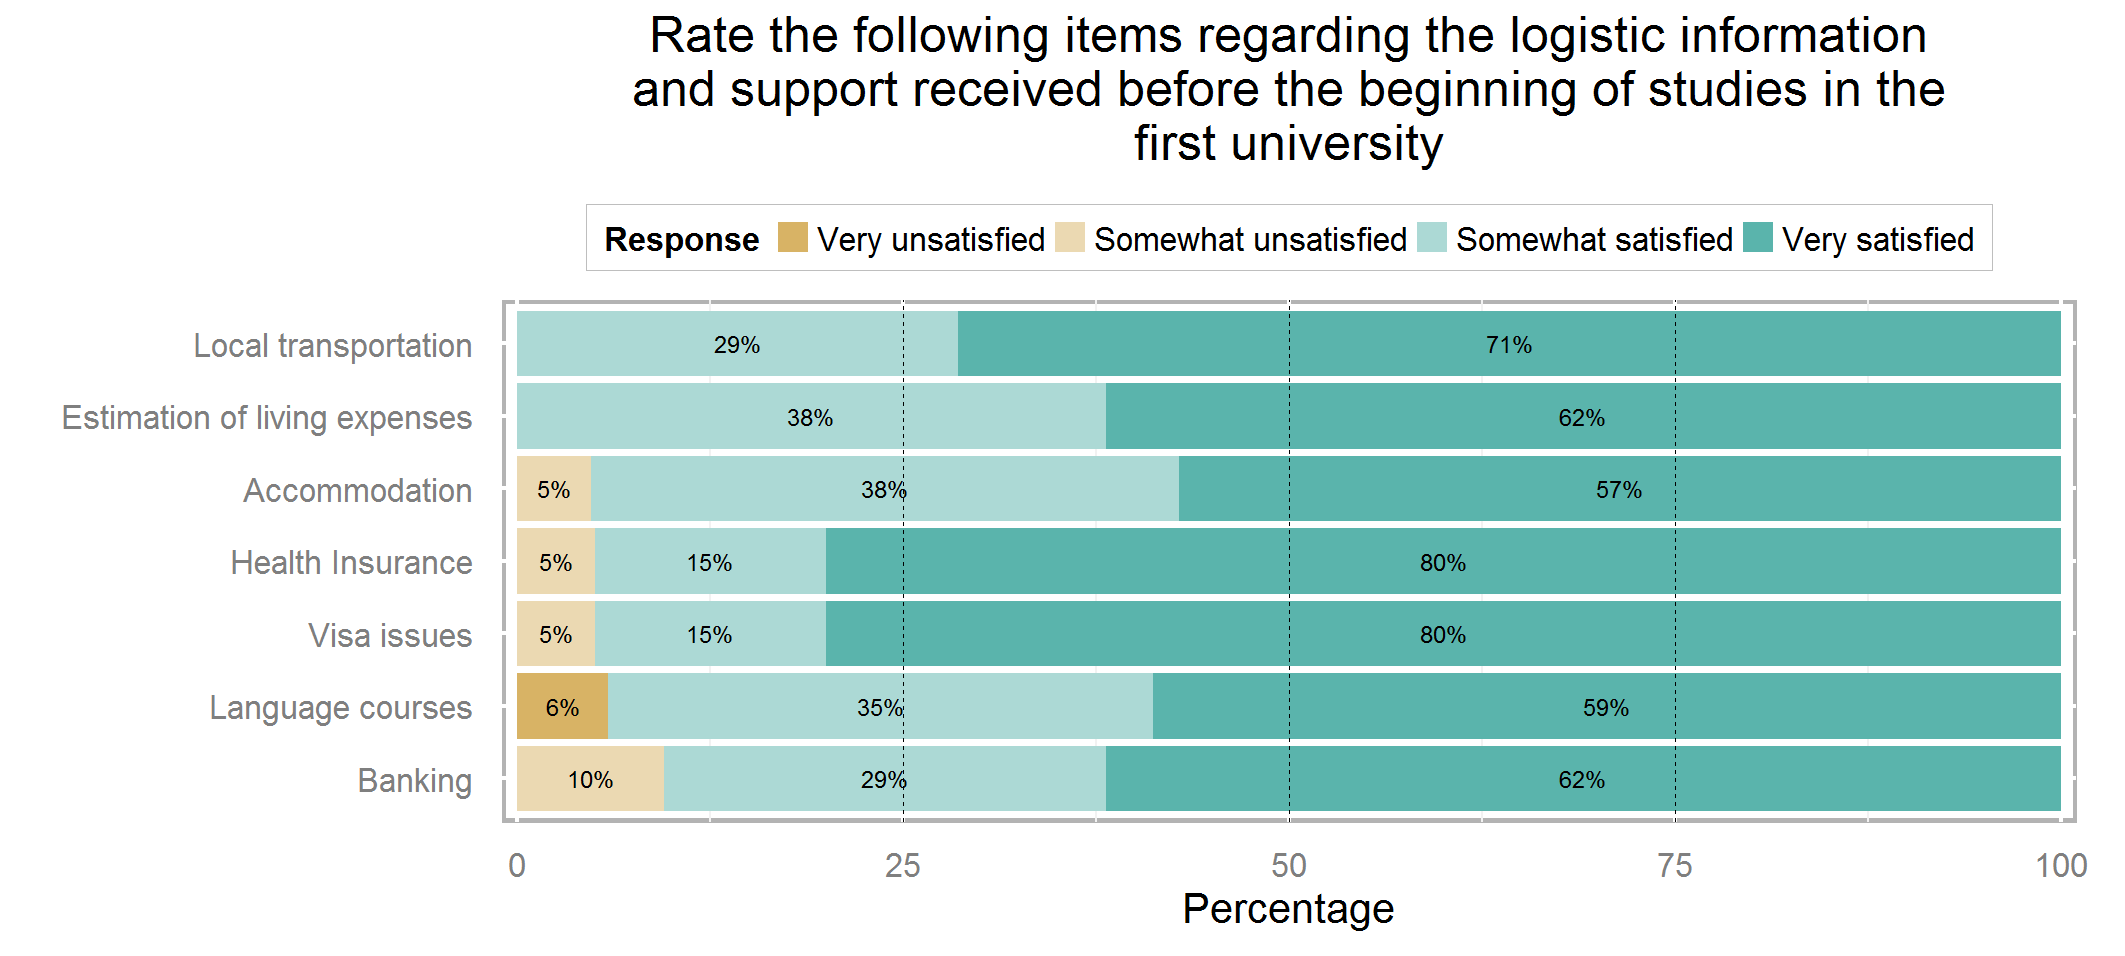 Rate the following items regarding the logistic information
and support received before the beginning of studies in the
first university
Response Very unsatisfied Somewhat unsatisfied Somewhat satisfied Very satisfied
Local transportation 29% 71%
Estimation of living expenses 38% 62%
Accommodation 5% 38% 57%
Health Insurance 5% 15% 80%
Visa issues 5% 15% 80%
Language courses 6% 35% 59%
Banking 10% 29% 62%
0 25 50 75 100
Percentage